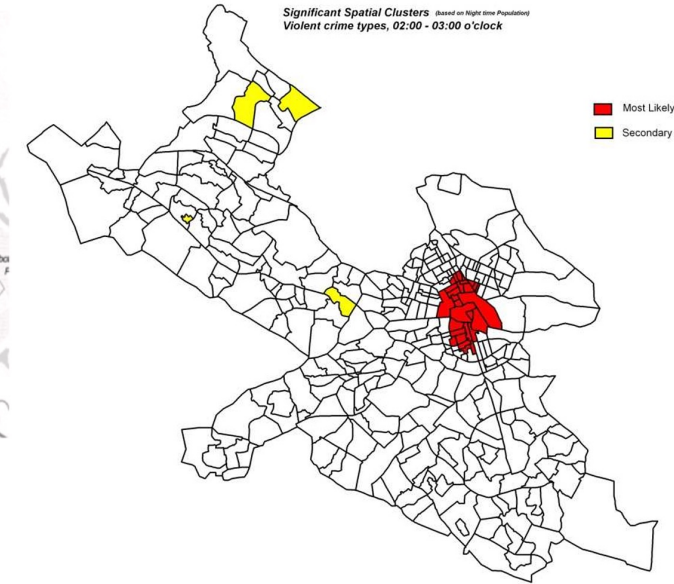 Significant Spatial Clusters (based on Night time Population)
Violent crime types, 02:00 - 03:00 o'clock
Most Likely
Secondary